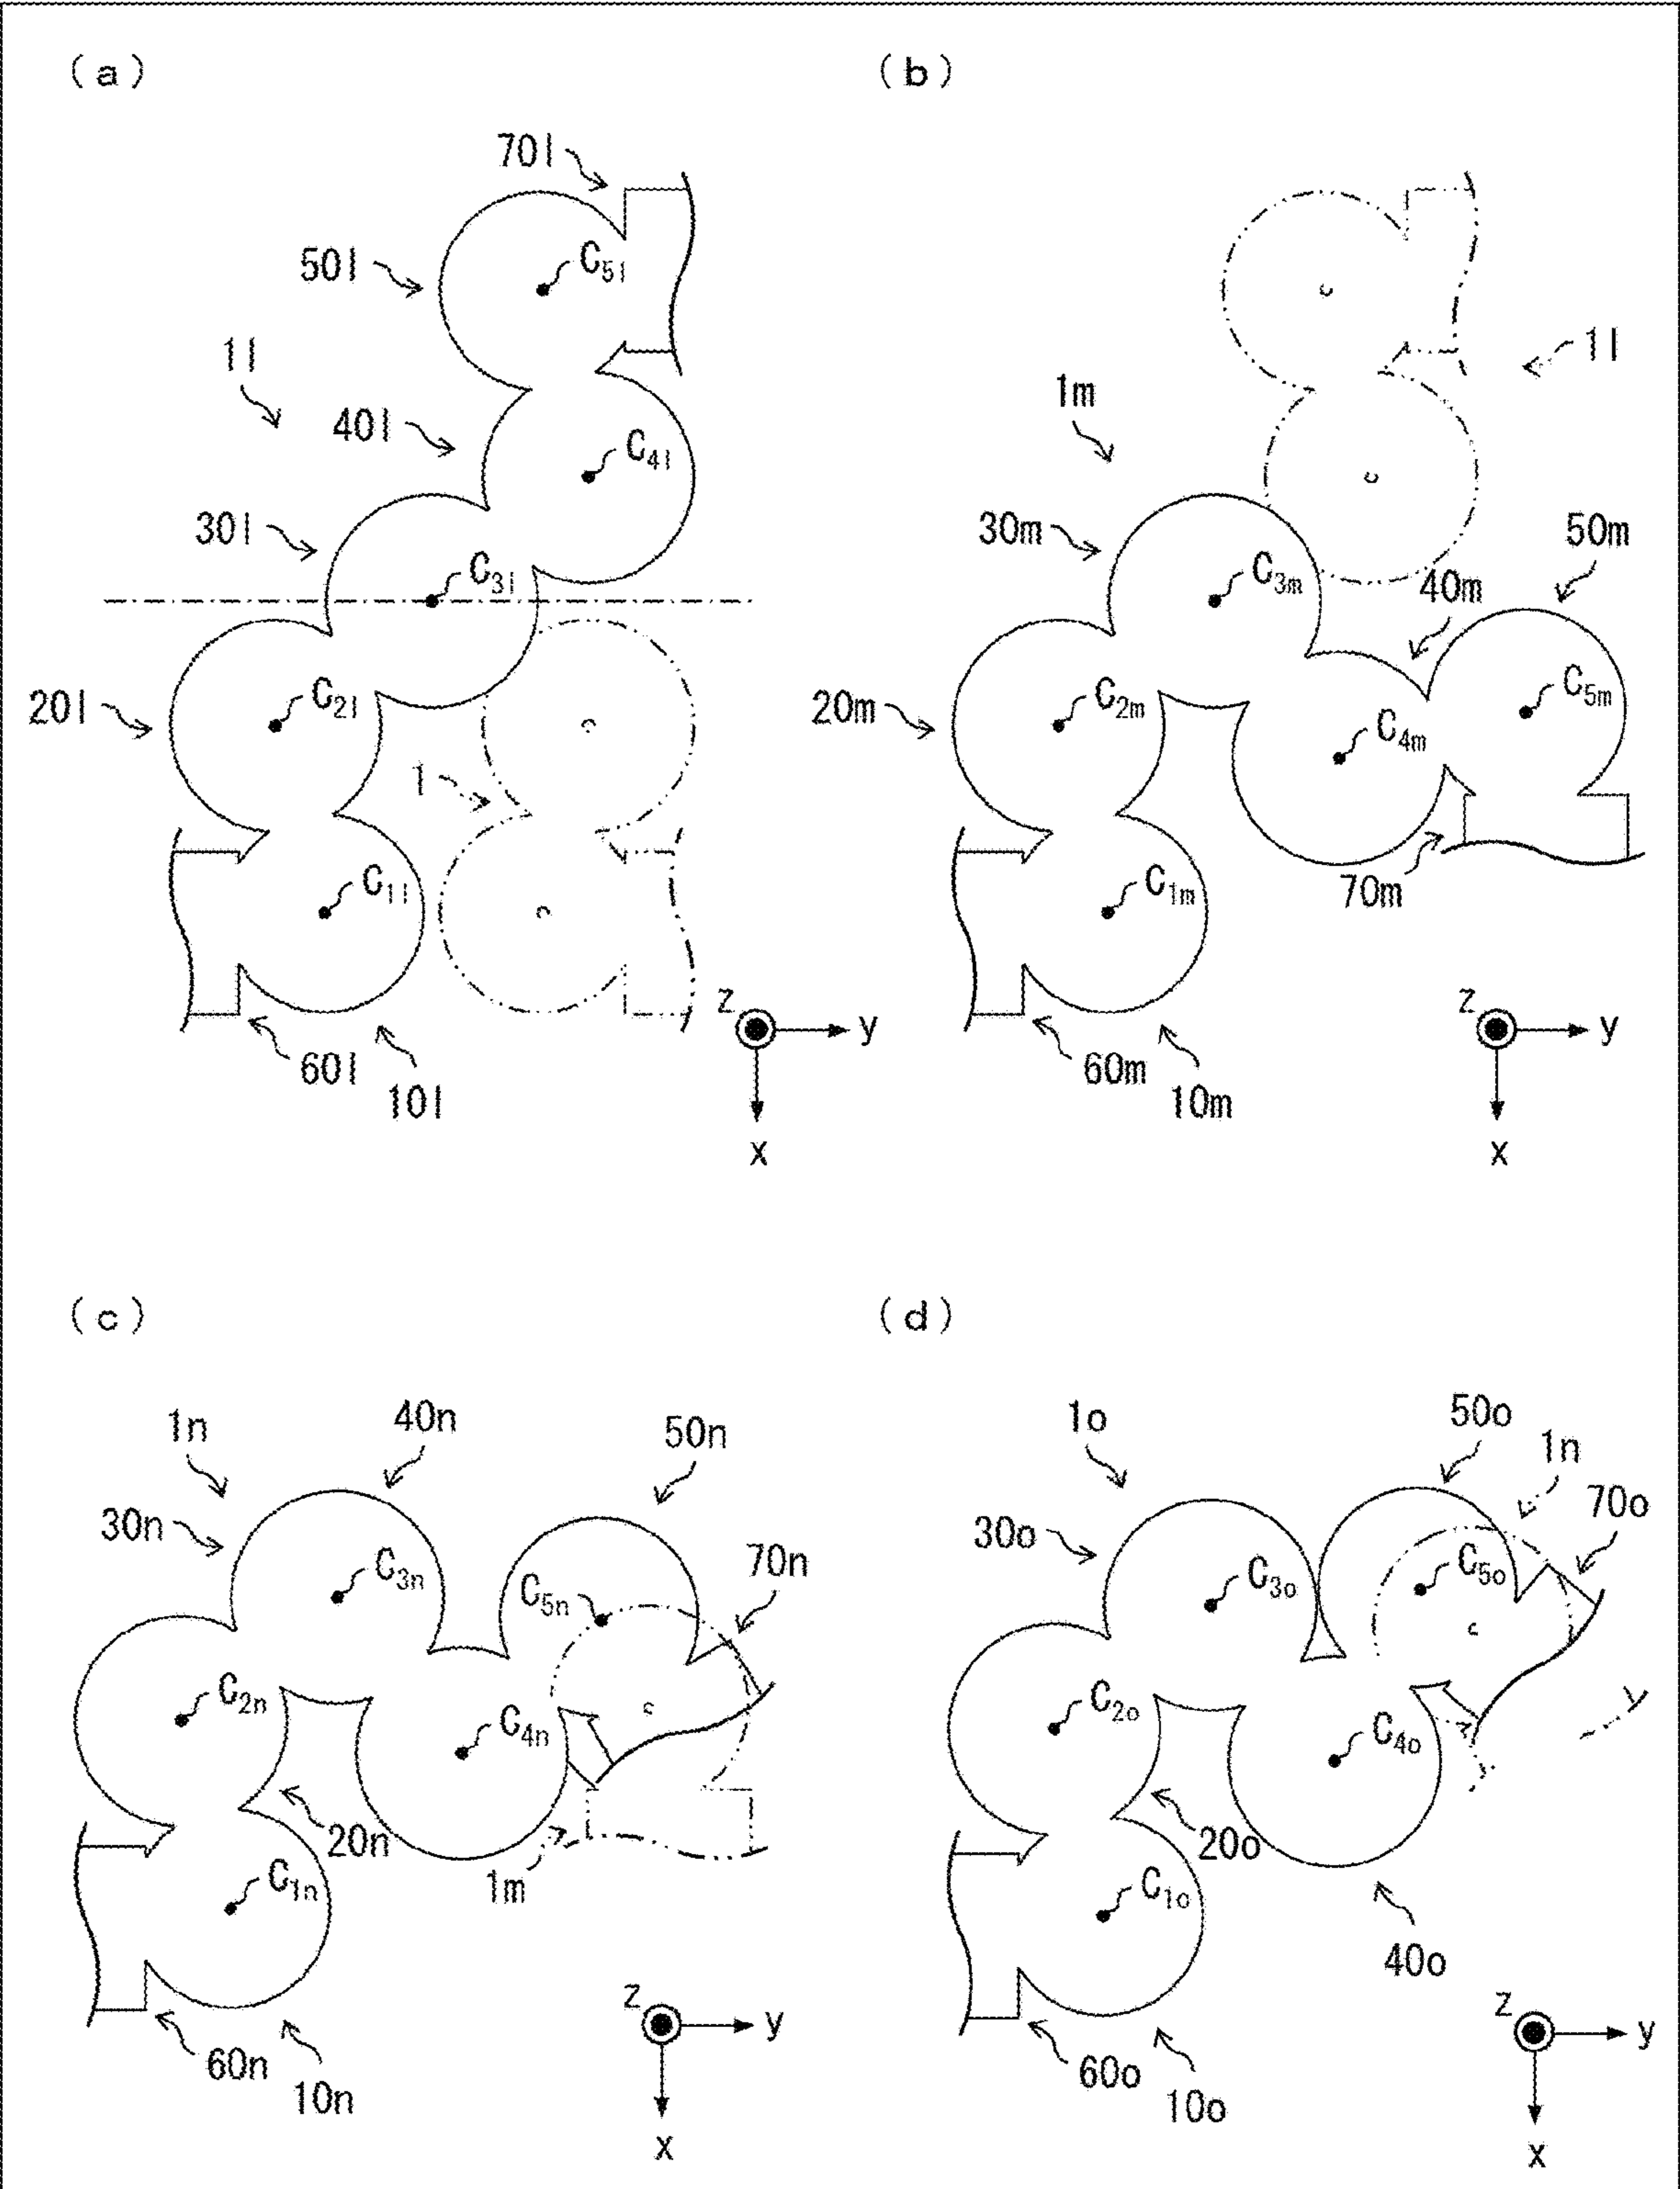 (a)
70l
50l
C5l
1l
40l
C4l
30l
C3l
20l
C2l
1
C1l
60l
10l
z
y
x
(b)
1l
1m
30m
50m
C3m
40m
20m
C2m
C5m
C4m
C1m
70m
60m
10m
z
y
x
(c)
1n
40n
50n
30n
C3n
C5n
70n
C2n
C4n
20n
1m
C1n
60n
10n
z
y
x
(d)
1o
50o
1n
70o
30o
C3o
C5o
C2o
C4o
20o
C1o
40o
60o
10o
z
y
x